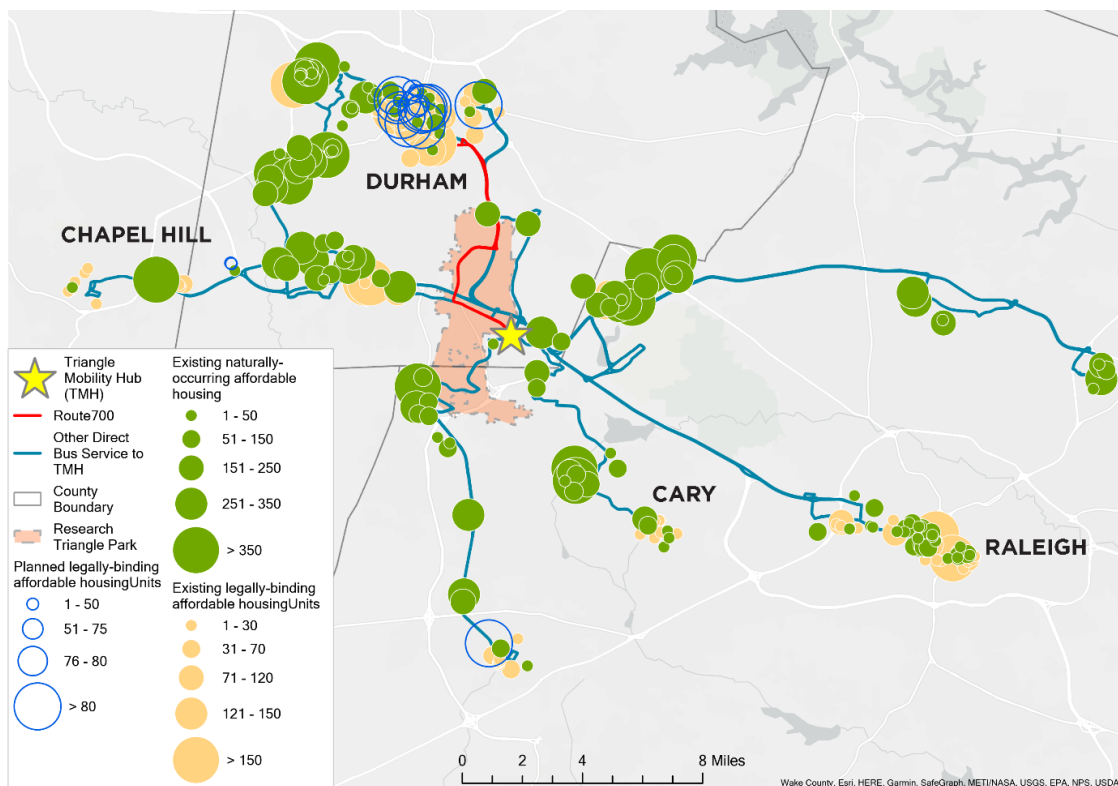 DURHAM
CHAPEL HILL
CARY
RALEIGH
Triangle
Mobility Hub
(TMH)
Route700
Other Direct
Bus Service to
TMH
County
Boundary
Research
Triangle Park
Planned legally-binding
affordable housingUnits
1 - 50
51 - 75
76 - 80
> 80
Existing naturally-
occurring affordable
housing
1 - 50
51 - 150
151 - 250
251 - 350
> 350
Existing legally-binding
affordable housingUnits
1 - 30
31 - 70
71 - 120
121 - 150
> 150
0 2 4 8 Miles
Wake County, Esri, HERE, Garmin, SafeGraph, METI/NASA, USGS, EPA, NPS, USDA